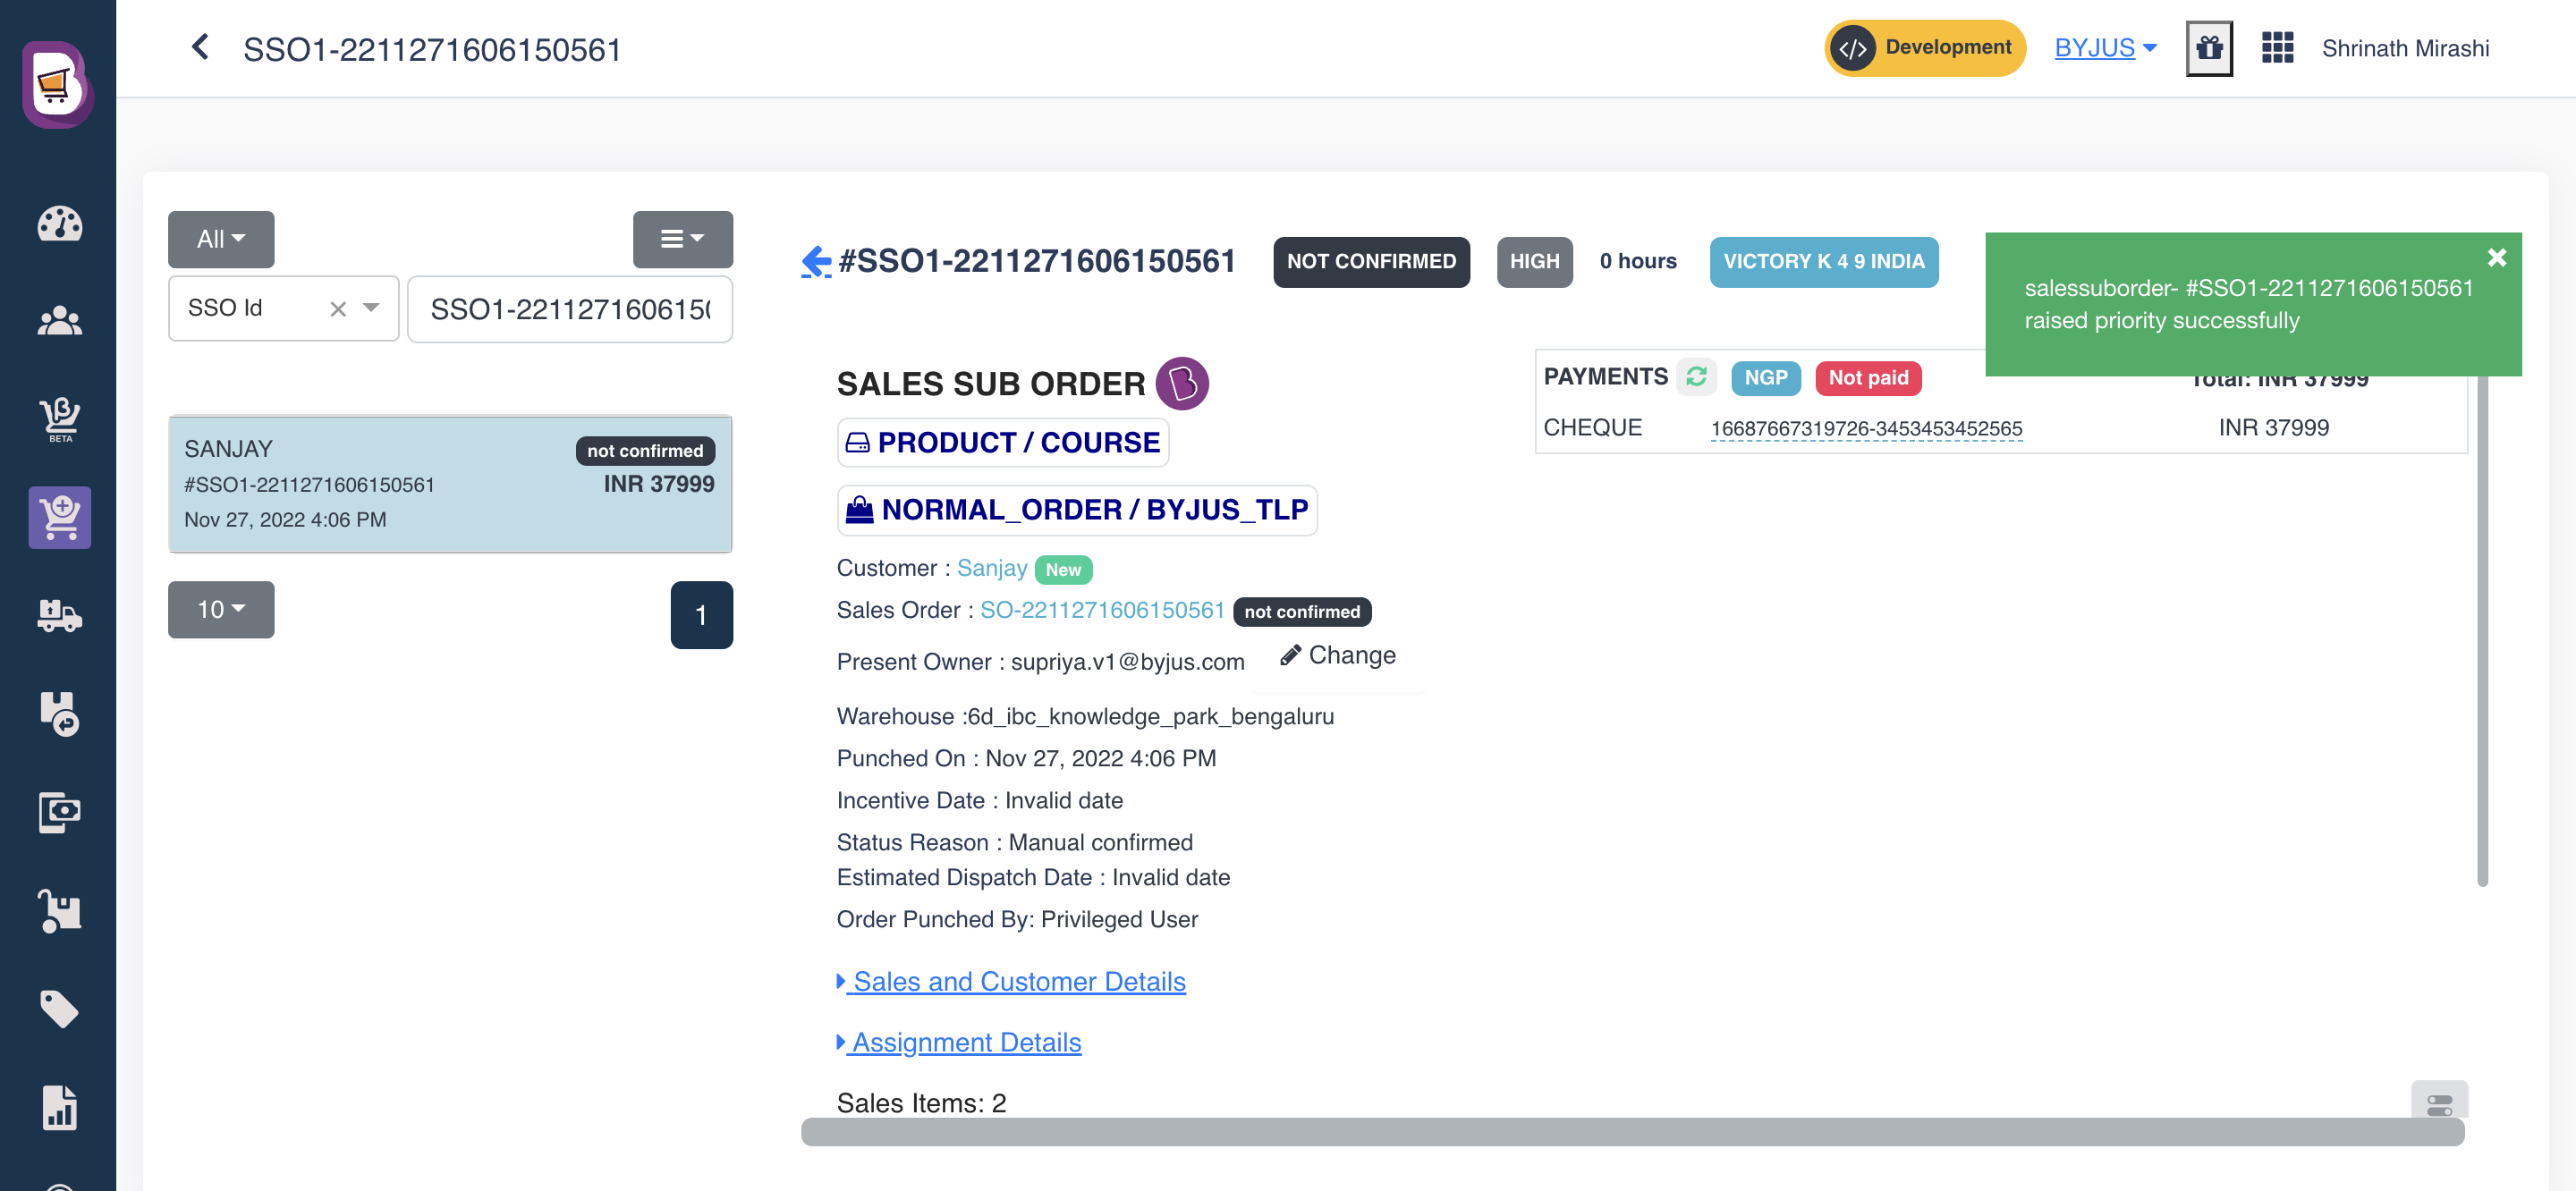 SSO1-2211271606150561
Development
BYJUS
Shrinath Mirashi
All
SSO Id
SSO1-221127160615
SANJAY
not confirmed
#SSO1-2211271606150561
INR 37999
Nov 27, 2022 4:06 PM
10
1
#SSO1-2211271606150561
NOT CONFIRMED
HIGH
0 hours
VICTORY K 4 9 INDIA
salessuborder- #SSO1-2211271606150561
raised priority successfully
SALES SUB ORDER
PRODUCT / COURSE
NORMAL_ORDER / BYJUS_TLP
Customer : Sanjay New
Sales Order : SO-2211271606150561 not confirmed
Present Owner : supriya.v1@byjus.com Change
Warehouse :6d_ibc_knowledge_park_bengaluru
Punched On : Nov 27, 2022 4:06 PM
Incentive Date : Invalid date
Status Reason : Manual confirmed
Estimated Dispatch Date : Invalid date
Order Punched By: Privileged User
Sales and Customer Details
Assignment Details
Sales Items: 2
PAYMENTS NGP Not paid Total: INR 37999
CHEQUE 16687667319726-3453453452565 INR 37999
BETA